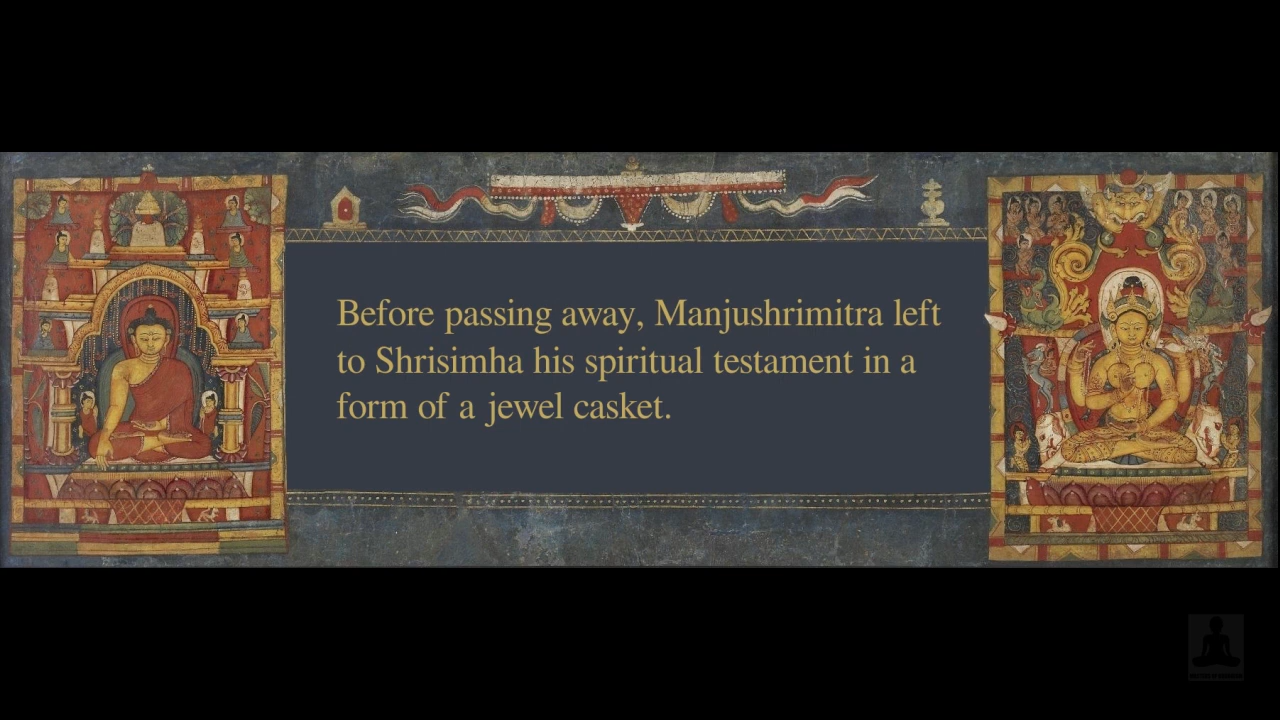 Before passing away, Manjushrimitra left
to Shrisimha his spiritual testament in a
form of a jewel casket.